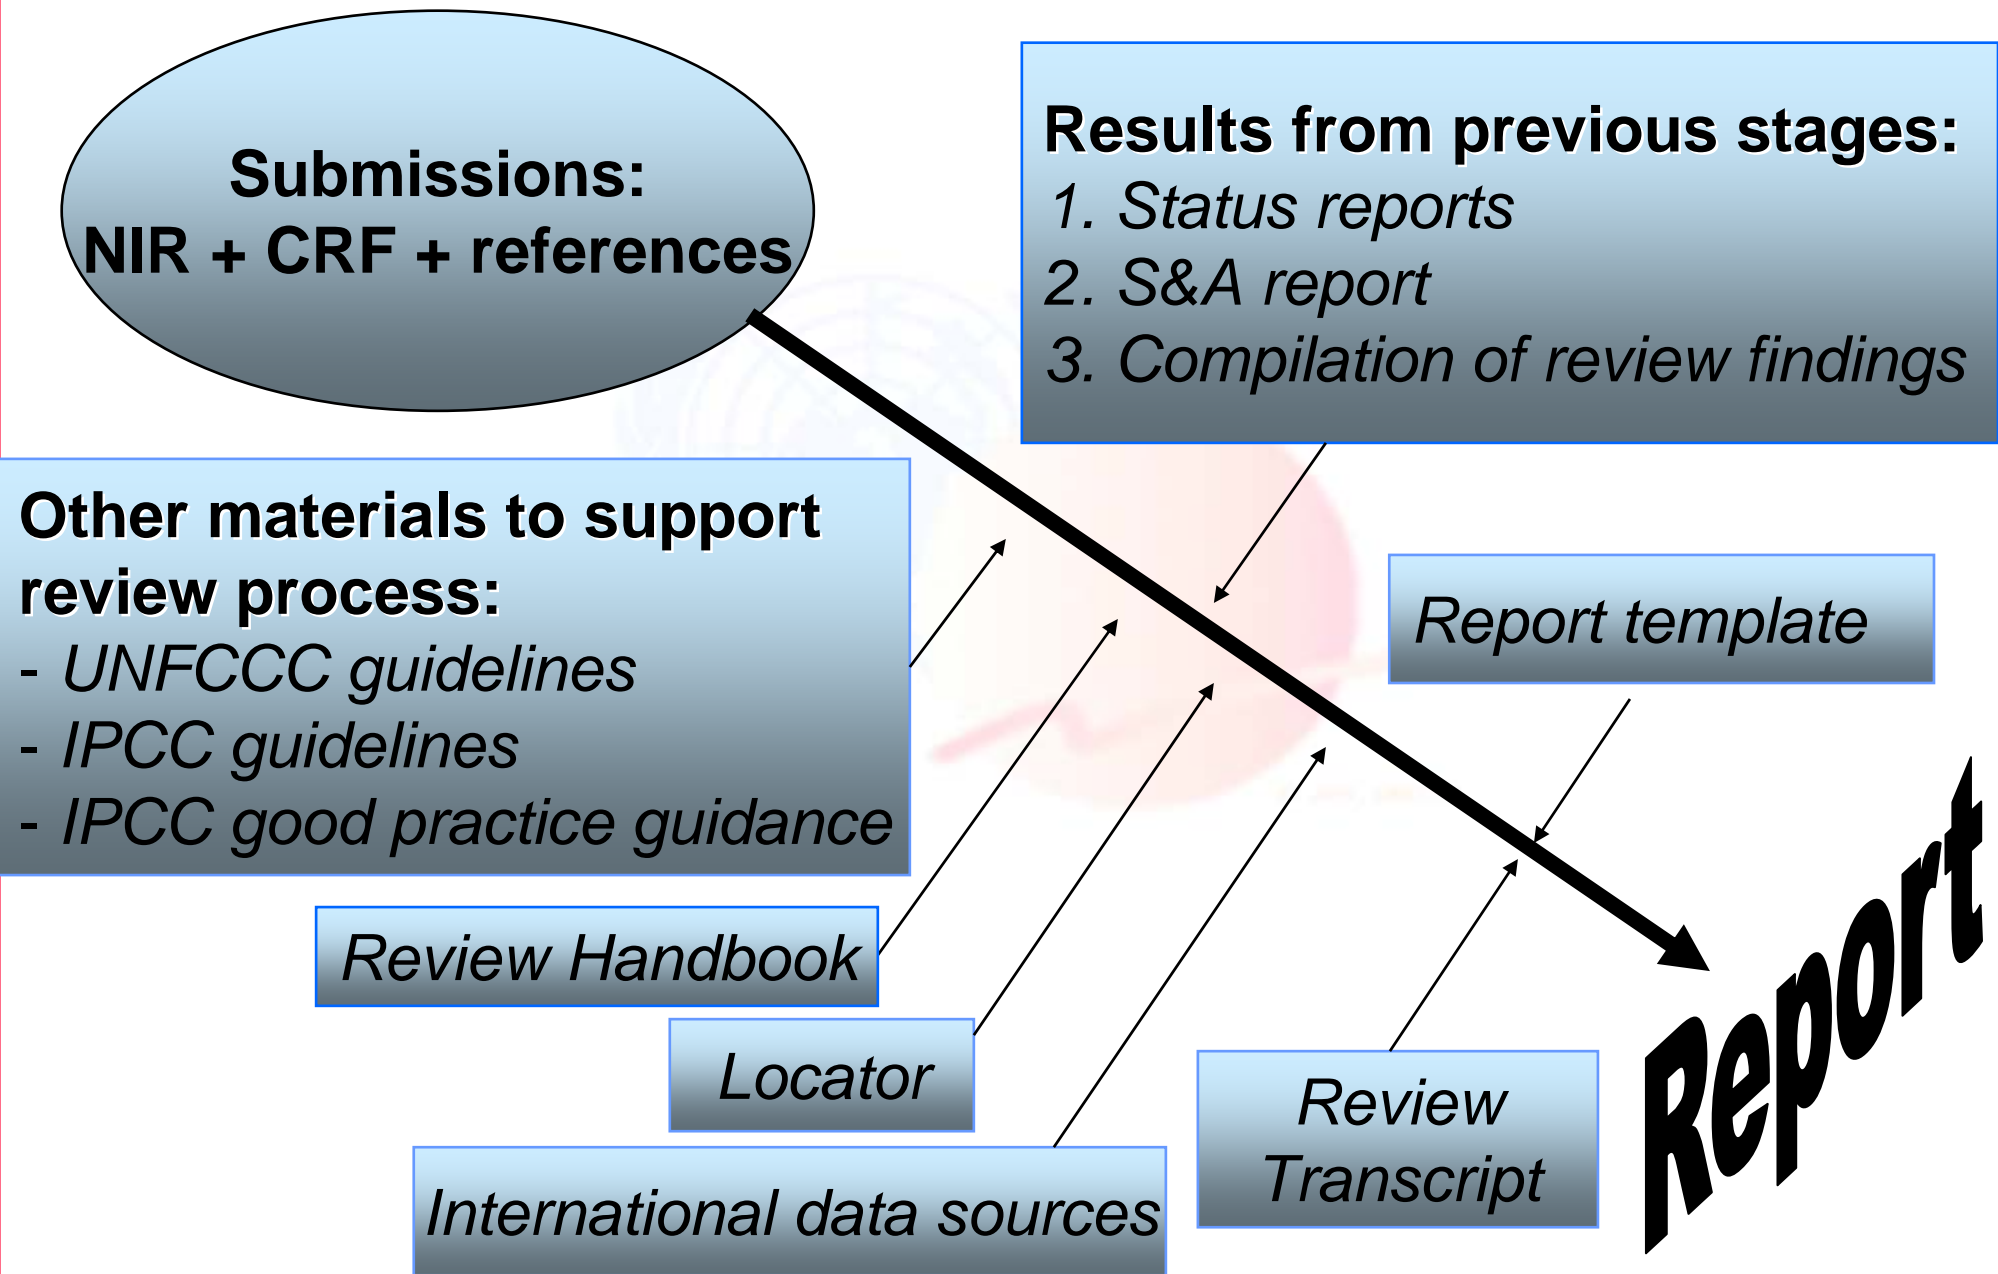 Submissions:
NIR + CRF + references
Results from previous stages:
1. Status reports
2. S&A report
3. Compilation of review findings
Other materials to support
review process:
- UNFCCC guidelines
- IPCC guidelines
- IPCC good practice guidance
Report template
Review Handbook
Locator
International data sources
Review
Transcript
Report